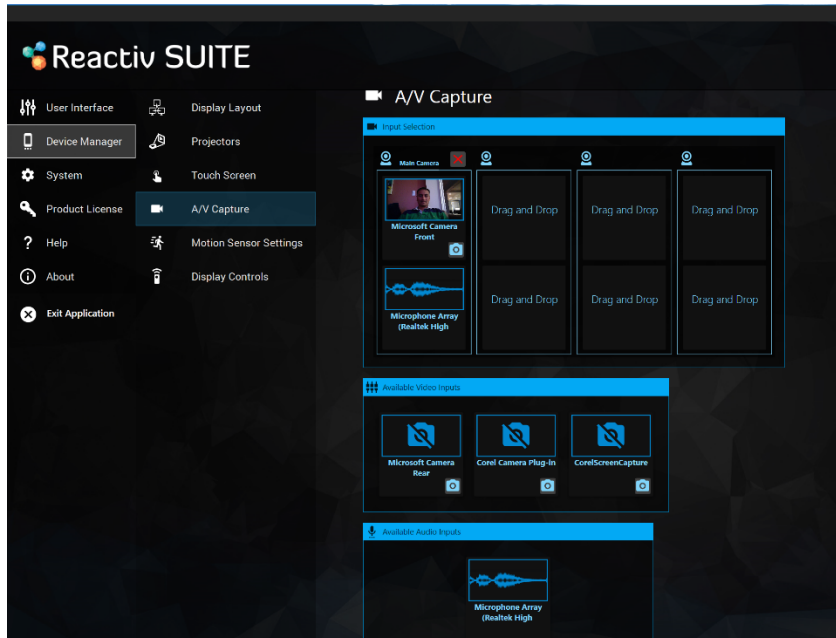 Reactiv SUITE
User Interface
Device Manager
System
Product License
? Help
About
Exit Application
Display Layout
Projectors
Touch Screen
A/V Capture
Motion Sensor Settings
Display Controls
A/V Capture
Input Selection
Main Camera
Microsoft Camera
Front
Microphone Array
(Realtek High
Drag and Drop
Drag and Drop
Drag and Drop
Drag and Drop
Drag and Drop
Drag and Drop
Available Video Inputs
Microsoft Camera
Rear
Corel Camera Plug-in
CorelScreenCapture
Available Audio Inputs
Microphone Array
(Realtek High